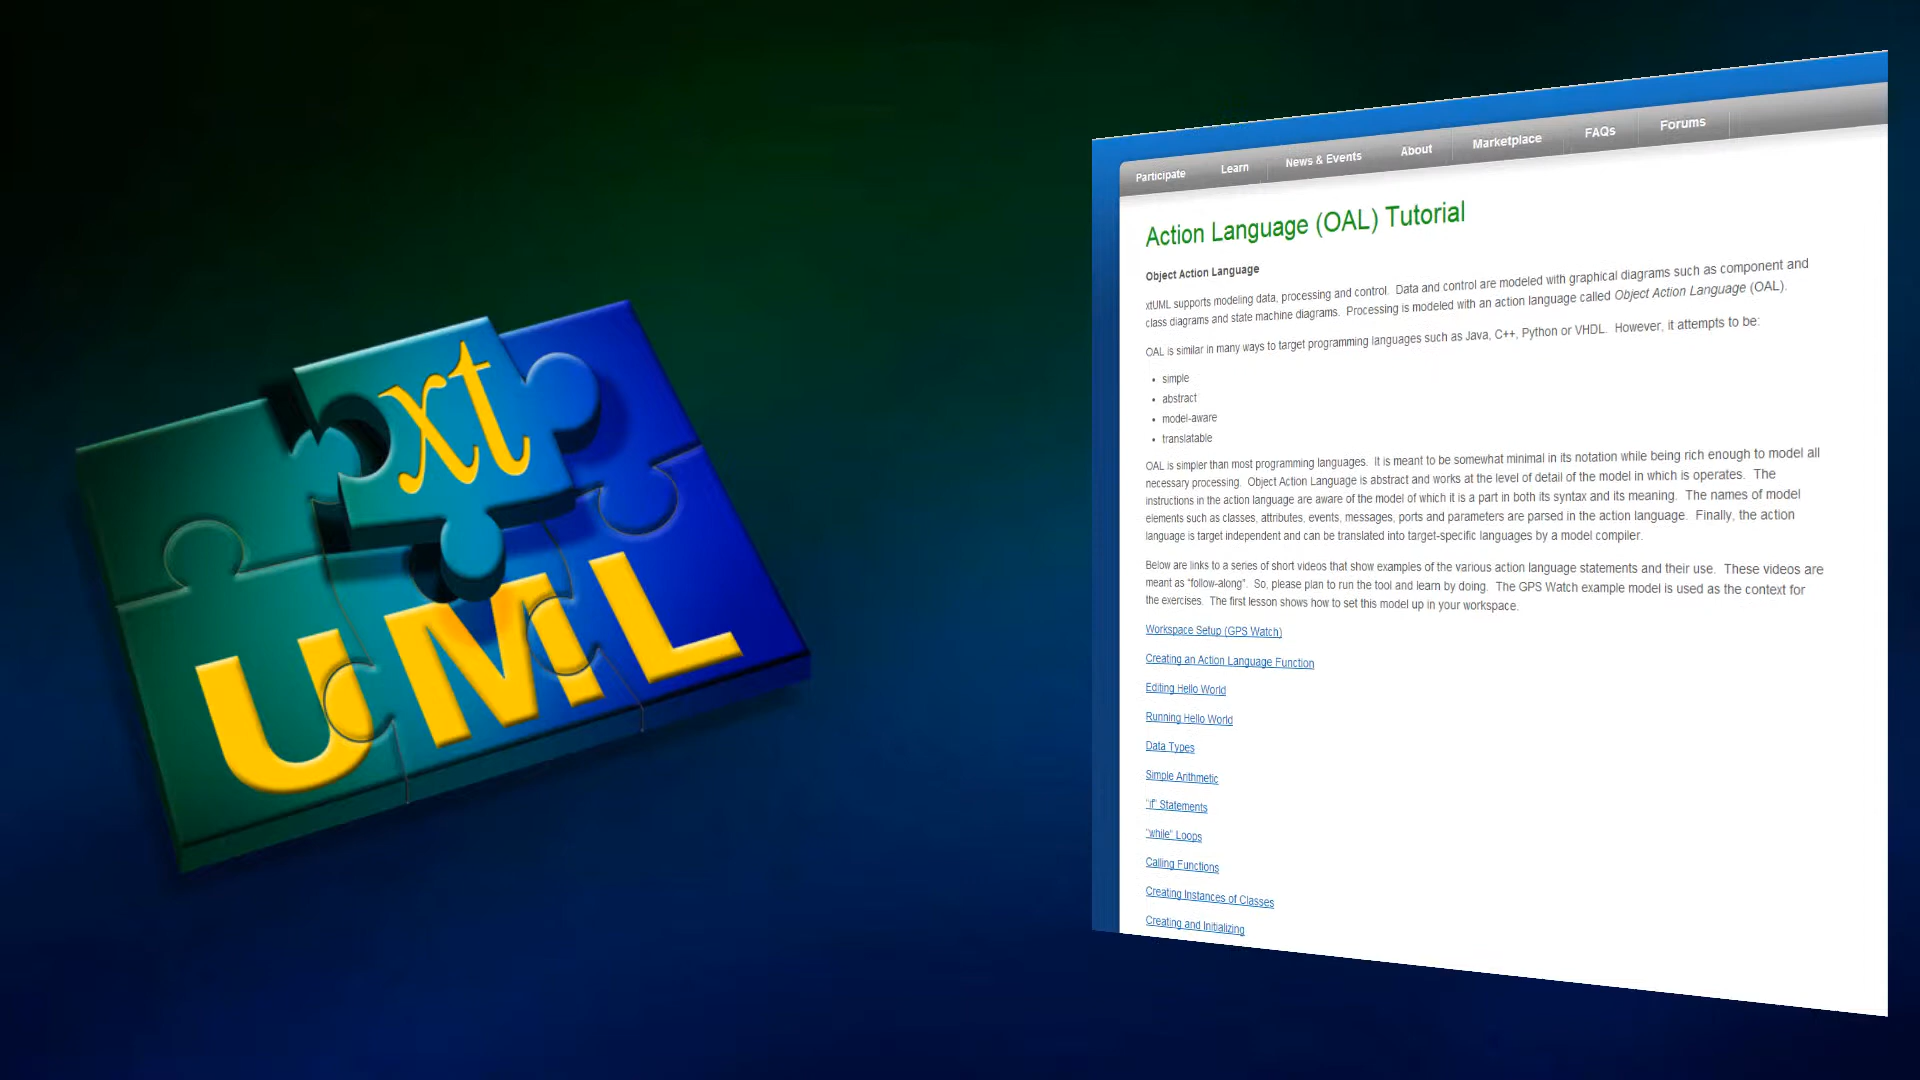 xt
UML
Participate Learn News & Events About Marketplace FAQs Forums
Action Language (OAL) Tutorial
Object Action Language
xtUML supports modeling data, processing and control. Data and control are modeled with graphical diagrams such as component and
class diagrams and state machine diagrams. Processing is modeled with an action language called Object Action Language (OAL).
OAL is similar in many ways to target programming languages such as Java, C++, Python or VHDL. However, it attempts to be:
• simple
• abstract
• model-aware
• translatable
OAL is simpler than most programming languages. It is meant to be somewhat minimal in its notation while being rich enough to model all
necessary processing. Object Action Language is abstract and works at the level of detail of the model in which is operates. The
instructions in the action language are aware of the model of which it is a part in both its syntax and its meaning. The names of model
elements such as classes, attributes, events, messages, ports and parameters are parsed in the action language. Finally, the action
language is target independent and can be translated into target-specific languages by a model compiler.
Below are links to a series of short videos that show examples of the various action language statements and their use. These videos are
meant as "follow-along". So, please plan to run the tool and learn by doing. The GPS Watch example model is used as the context for
the exercises. The first lesson shows how to set this model up in your workspace.
Workspace Setup (GPS Watch)
Creating an Action Language Function
Editing Hello World
Running Hello World
Data Types
Simple Arithmetic
"if" Statements
"while" Loops
Calling Functions
Creating Instances of Classes
Creating and Initializing